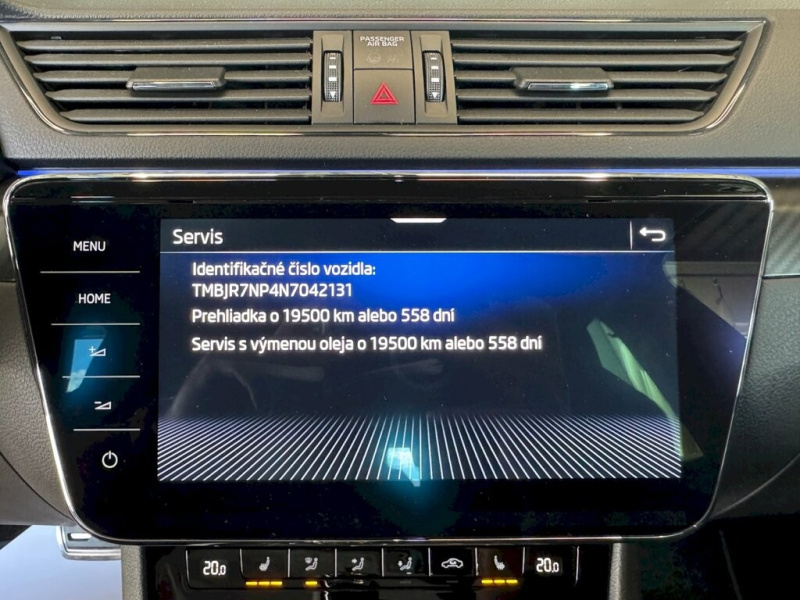 PASSENGER
AIR BAG
MENU
HOME
Servis
Identifikačné číslo vozidla:
TMBJR7NP4N7042131
Prehliadka o 19500 km alebo 558 dní
Servis s výmenou oleja o 19500 km alebo 558 dní
20.0
20.0